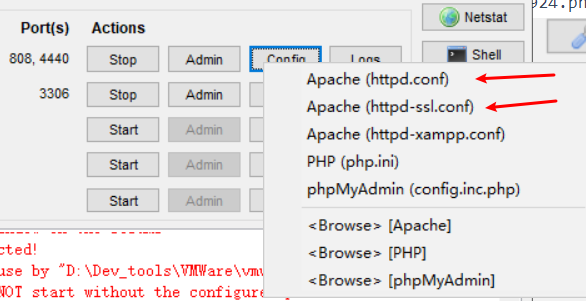 924.ph
Netstat
Port(s) Actions
Shell
808, 4440 Stop Admin Config Logs
3306 Stop Admin
Start Admin
Start Admin
Start Admin
Apache (httpd.conf)
Apache (httpd-ssl.conf)
Apache (httpd-xampp.conf)
PHP (php.ini)
phpMyAdmin (config.inc.php)
<Browse> [Apache]
<Browse> [PHP]
<Browse> [phpMyAdmin]
cted!
use by "D:\Dev_tools\VMWare\vmw
NOT start without the configure